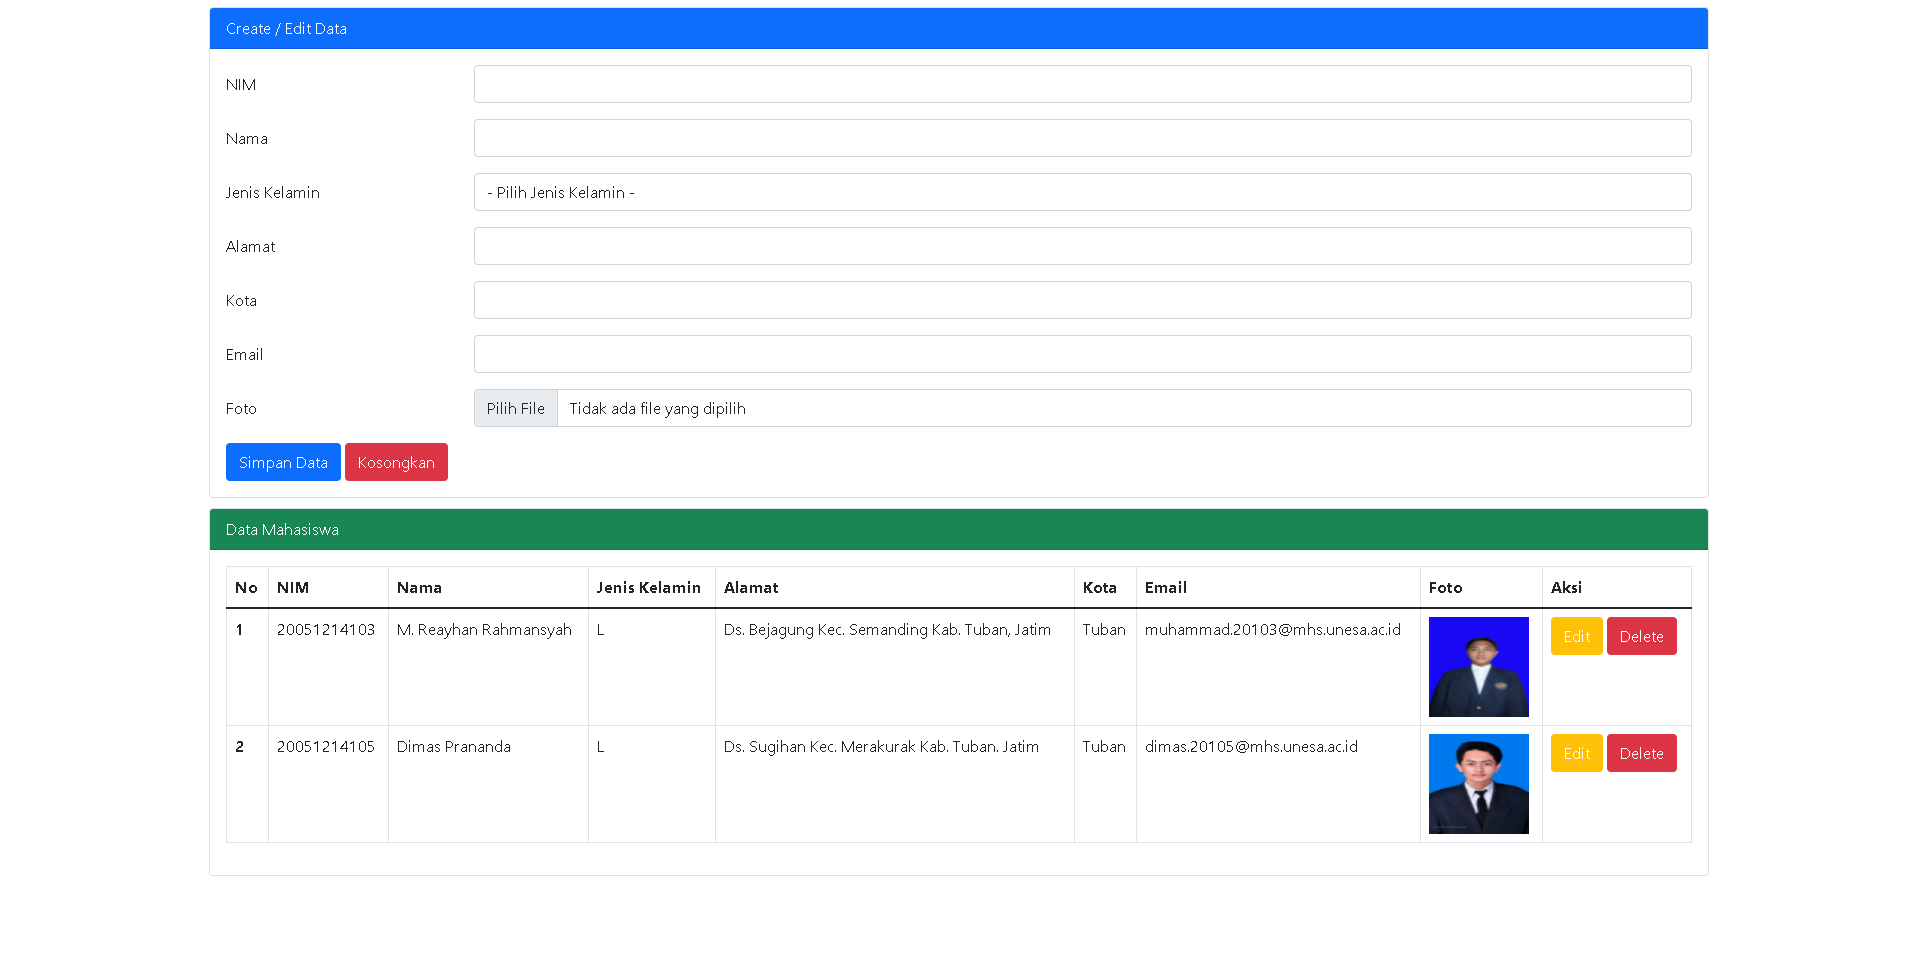 Create / Edit Data
NIM
Nama
Jenis Kelamin - Pilih Jenis Kelamin -
Alamat
Kota
Email
Foto Pilih File Tidak ada file yang dipilih
Simpan Data Kosongkan
Data Mahasiswa
No NIM Nama Jenis Kelamin Alamat Kota Email Foto Aksi
1 20051214103 M. Reayhan Rahmansyah L Ds. Bejagung Kec. Semanding Kab. Tuban, Jatim Tuban muhammad.20103@mhs.unesa.ac.id Edit Delete
2 20051214105 Dimas Prananda L Ds. Sugihan Kec. Merakurak Kab. Tuban. Jatim Tuban dimas.20105@mhs.unesa.ac.id Edit Delete